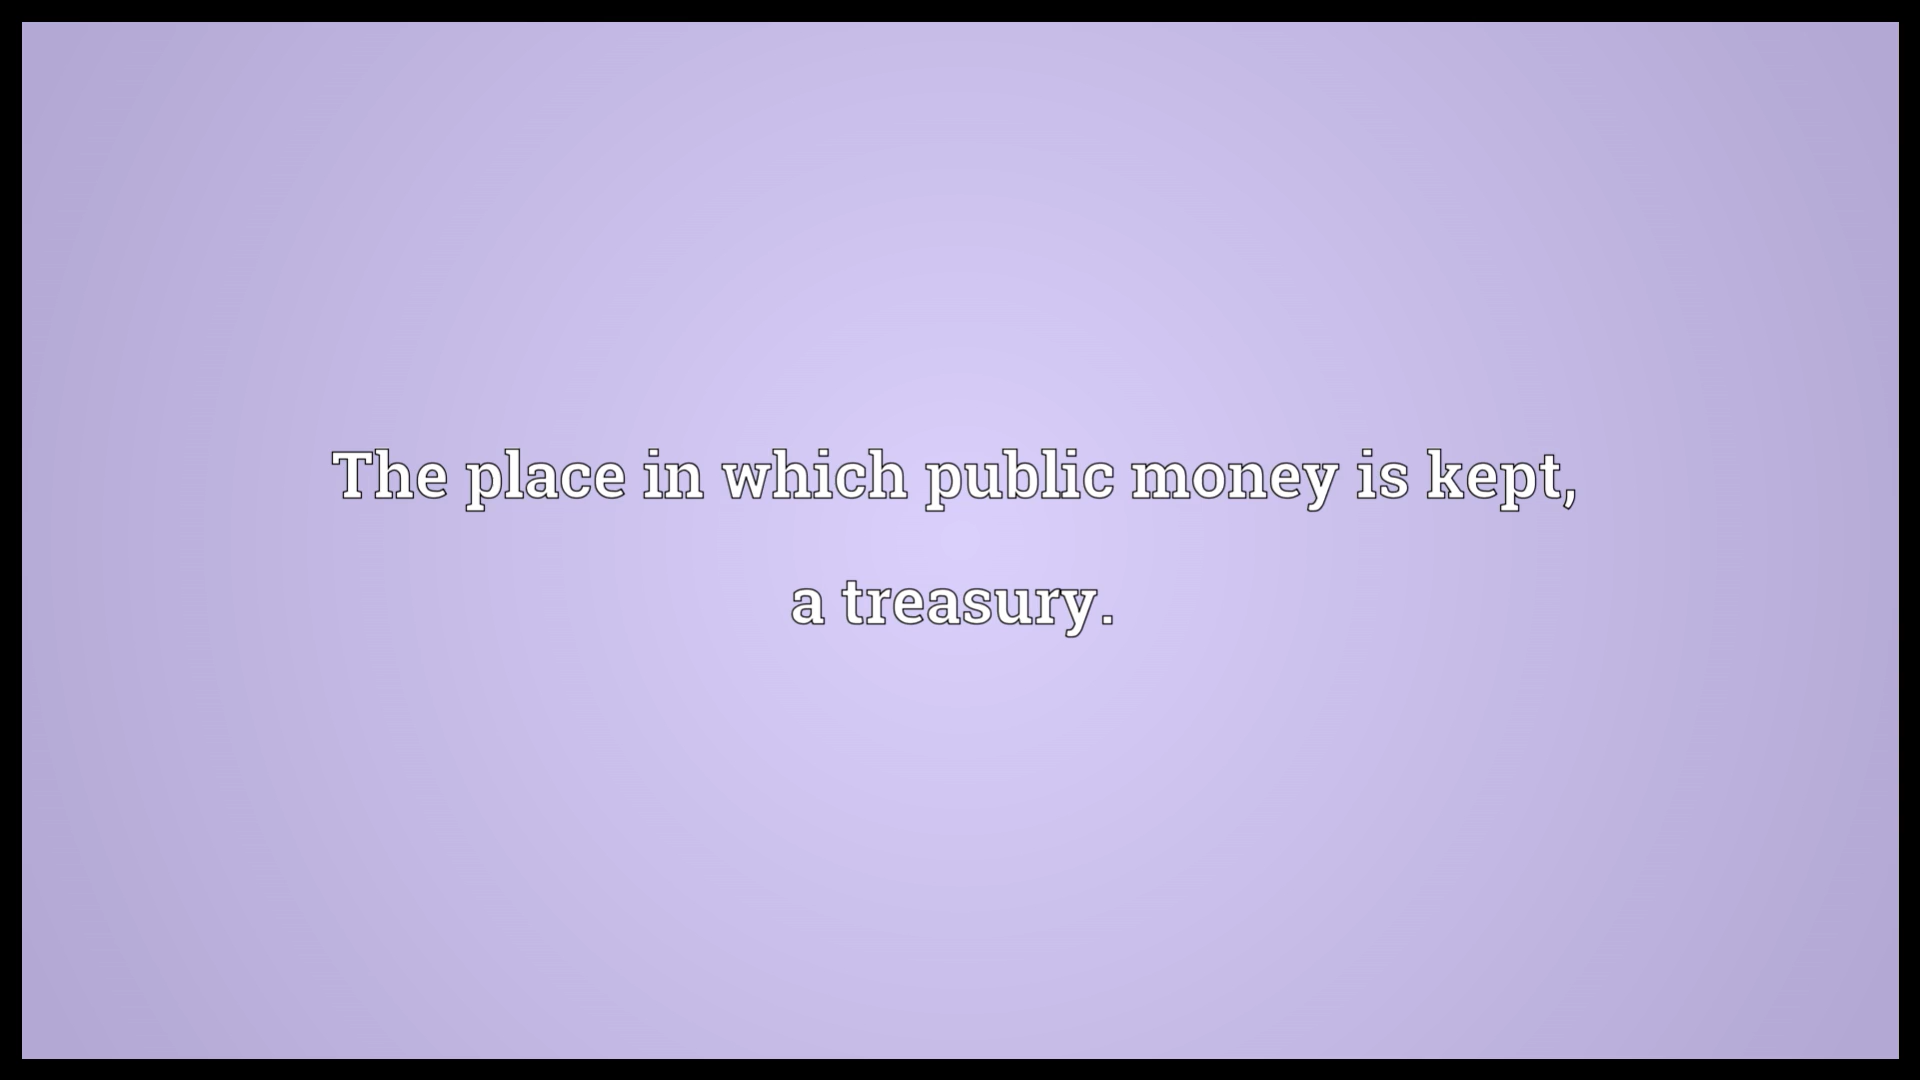 The place in which public money is kept,
a treasury.